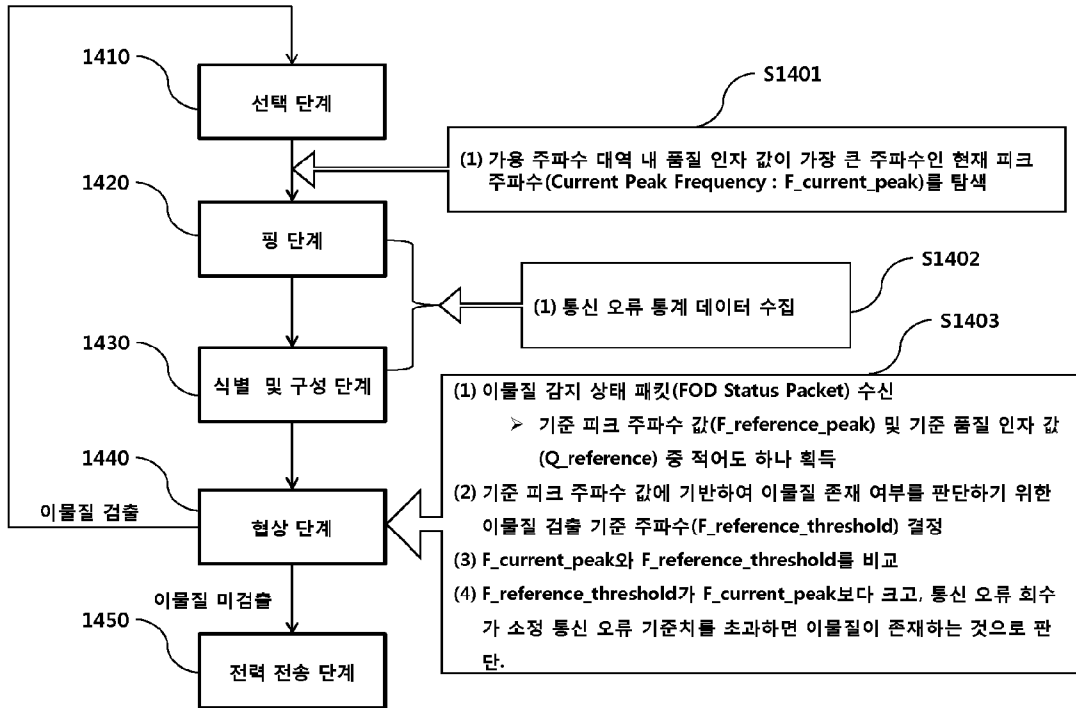 1410
선택 단계
S1401
(1) 가용 주파수 대역 내 품질 인자 값이 가장 큰 주파수인 현재 피크
주파수(Current Peak Frequency : F_current_peak)를 탐색
1420
핑 단계
S1402
(1) 통신 오류 통계 데이터 수집
1430
식별 및 구성 단계
S1403
(1) 이물질 감지 상태 패킷(FOD Status Packet) 수신
➢ 기준 피크 주파수 값(F_reference_peak) 및 기준 품질 인자 값
(Q_reference) 중 적어도 하나 획득
(2) 기준 피크 주파수 값에 기반하여 이물질 존재 여부를 판단하기 위한
이물질 검출 기준 주파수(F_reference_threshold) 결정
(3) F_current_peak와 F_reference_threshold를 비교
(4) F_reference_threshold가 F_current_peak보다 크고, 통신 오류 회수
가 소정 통신 오류 기준치를 초과하면 이물질이 존재하는 것으로 판
단.
1440
이물질 검출
협상 단계
이물질 미검출
1450
전력 전송 단계